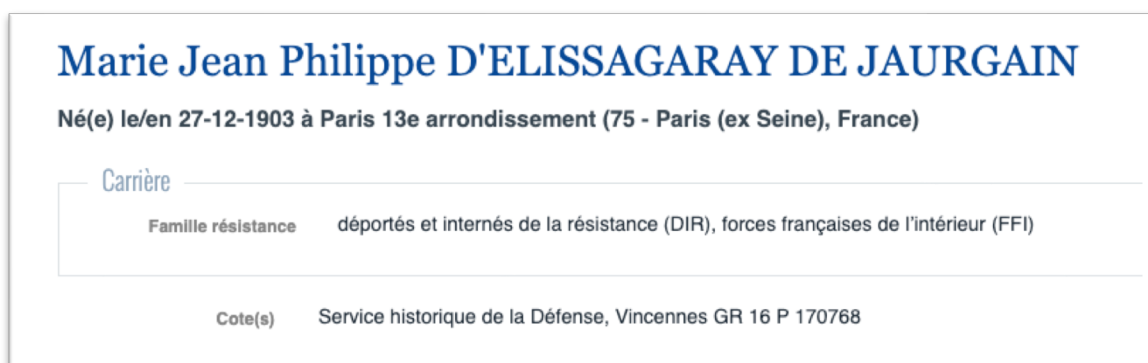 Marie Jean Philippe D'ELISSAGARAY DE JAURGAIN
Né(e) le/en 27-12-1903 à Paris 13e arrondissement (75 - Paris (ex Seine), France)
Carrière
Famille résistance déportés et internés de la résistance (DIR), forces françaises de l'intérieur (FFI)
Cote(s) Service historique de la Défense, Vincennes GR 16 P 170768